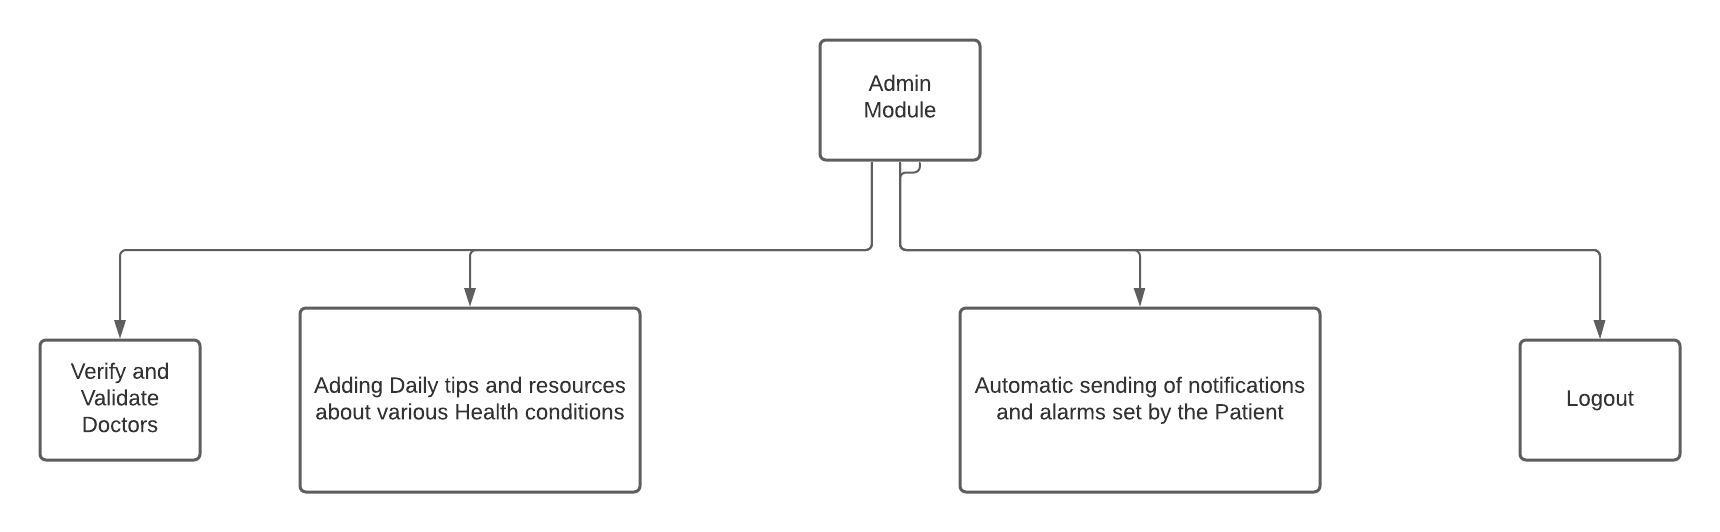 Admin
Module
Verify and
Validate
Doctors
Adding Daily tips and resources
about various Health conditions
Automatic sending of notifications
and alarms set by the Patient
Logout